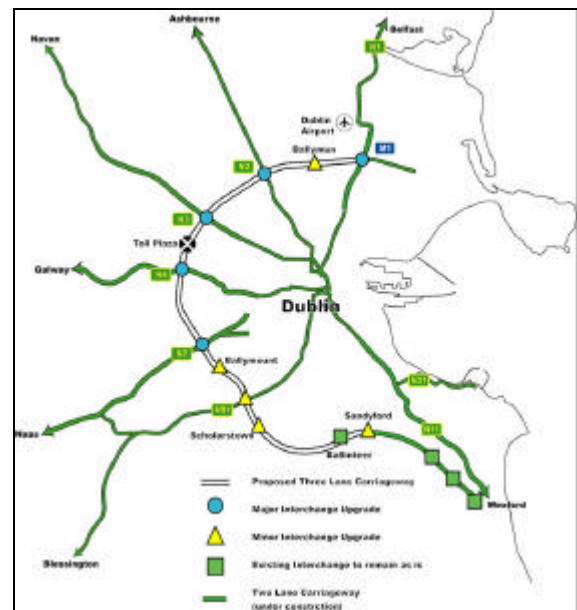 Ashbourne
Navan
Belfast
N1
Dublin
Airport
Ballymun
M1
N2
N3
Toll Plaza
Galway
N4
Dublin
N7
Ballymount
N31
N81
Sandyford
N11
Naas
Scholarstown
Ballinteer
Wexford
Proposed Three Lane Carriageway
Major Interchange Upgrade
Minor Interchange Upgrade
Blessington
Existing Interchange to remain as is
Two Lane Carriageway
(under constrction)